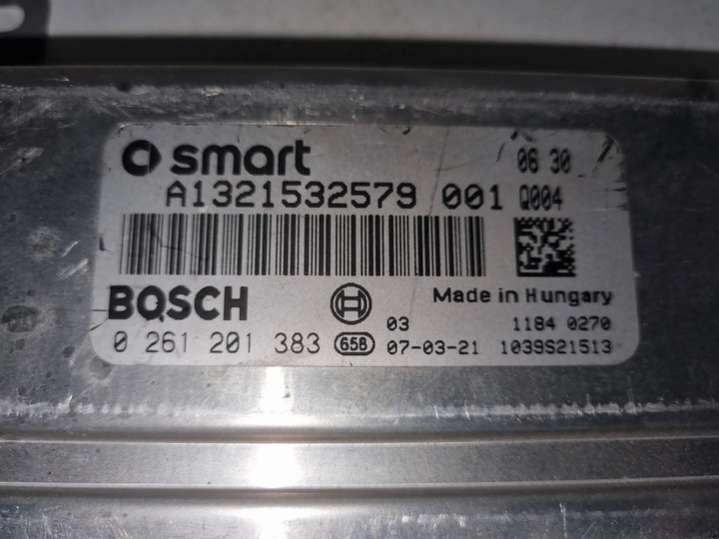 smart 06 30
A1321532579 001 Q004
BOSCH Made in Hungary
03 1184 0270
0 261 201 383 658 07-03-21 1039S21513